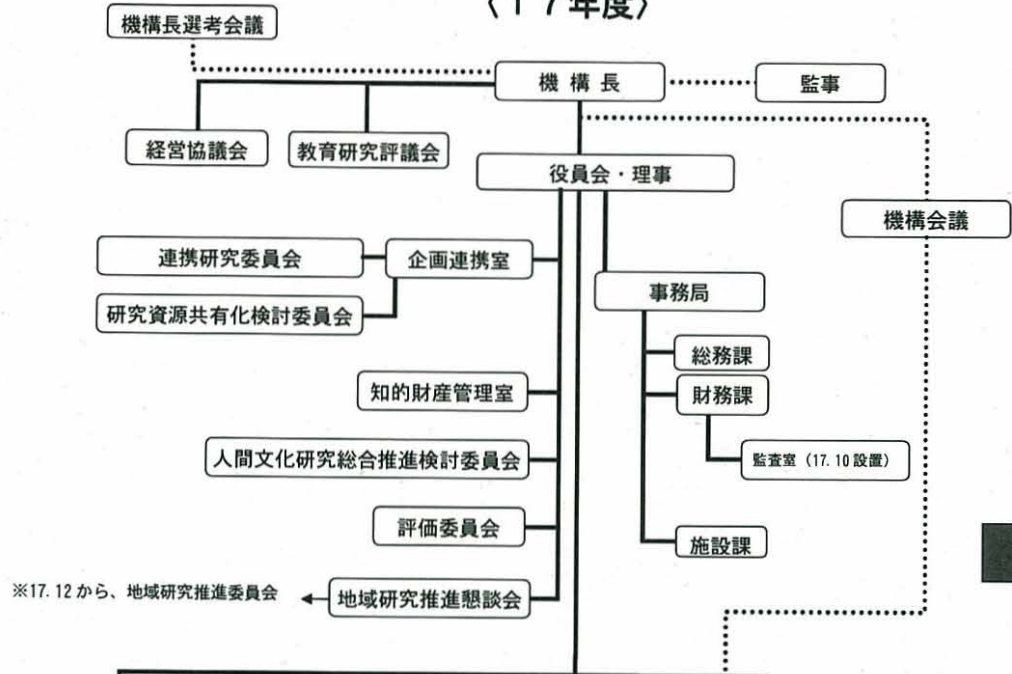 〈17年度〉
機構長選考会議
機構長
監事
経営協議会
教育研究評議会
役員会・理事
機構会議
連携研究委員会
企画連携室
事務局
研究資源共有化検討委員会
総務課
知的財産管理室
財務課
人間文化研究総合推進検討委員会
監査室(17.10設置)
評価委員会
施設課
※17.12から、地域研究推進委員会
地域研究推進懇談会